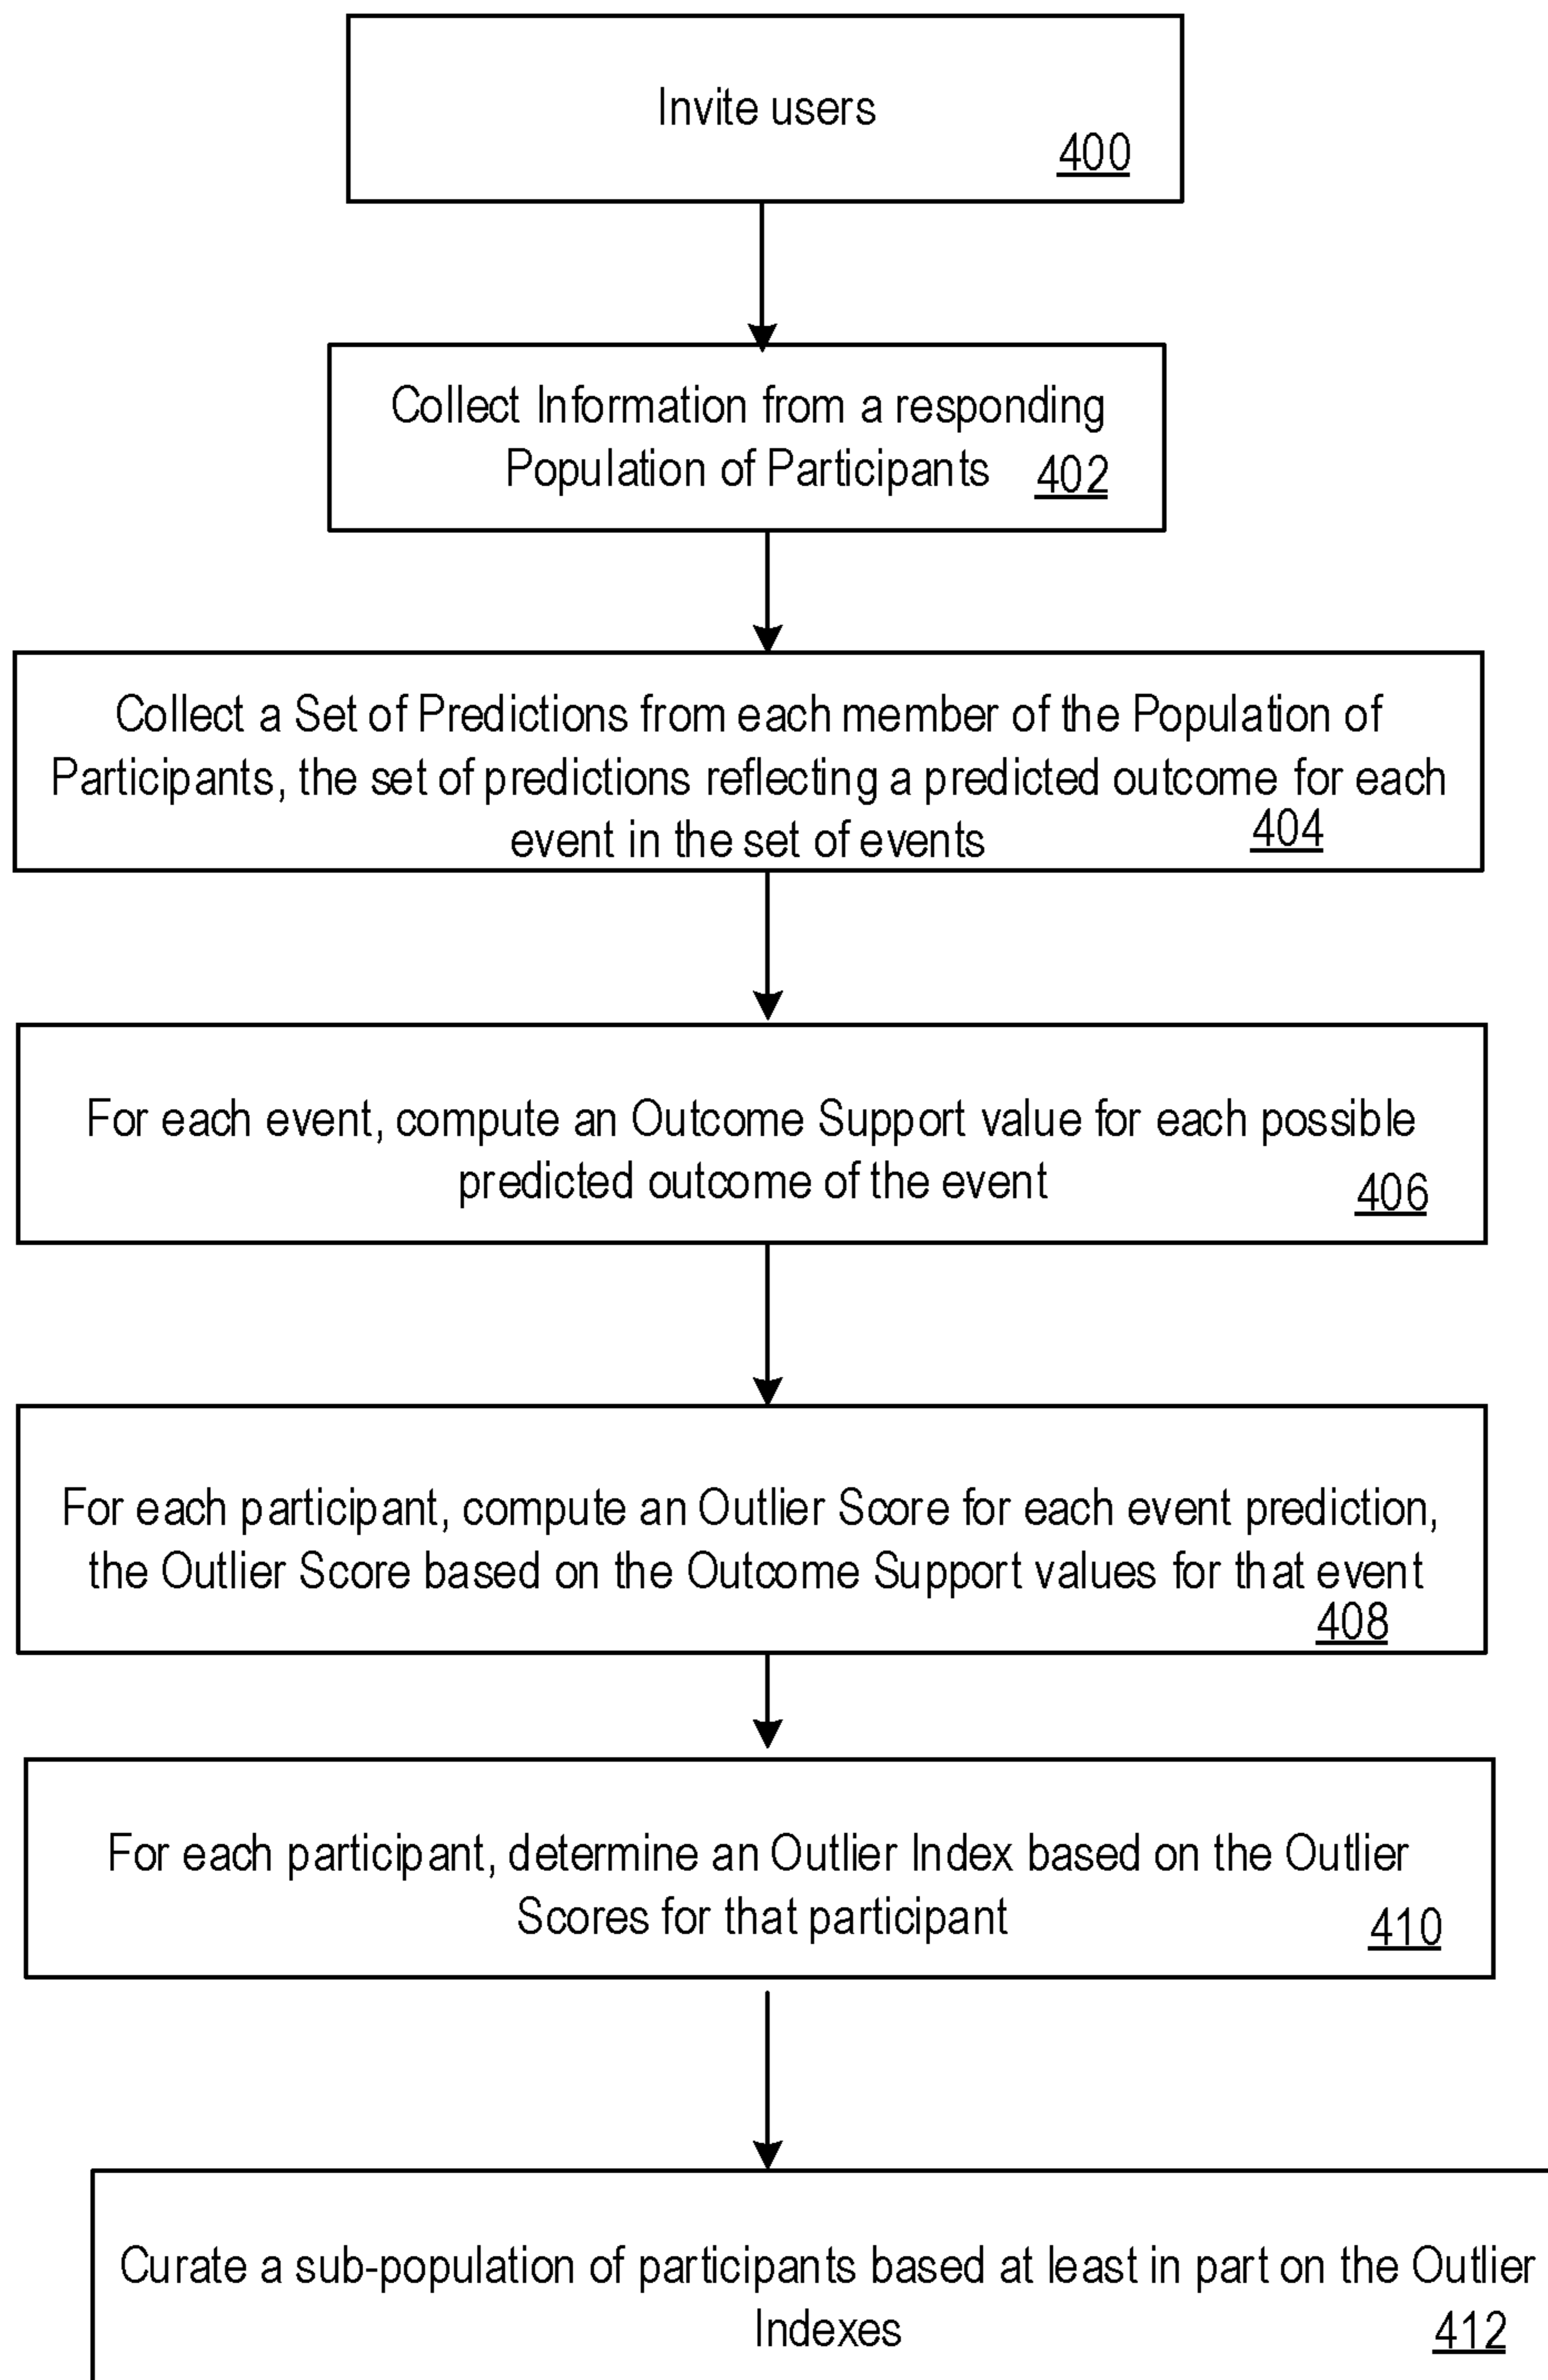 Invite users
400
Collect Information from a responding
Population of Participants 402
Collect a Set of Predictions from each member of the Population of
Participants, the set of predictions reflecting a predicted outcome for each
event in the set of events 404
For each event, compute an Outcome Support value for each possible
predicted outcome of the event 406
For each participant, compute an Outlier Score for each event prediction,
the Outlier Score based on the Outcome Support values for that event
408
For each participant, determine an Outlier Index based on the Outlier
Scores for that participant 410
Curate a sub-population of participants based at least in part on the Outlier
Indexes 412